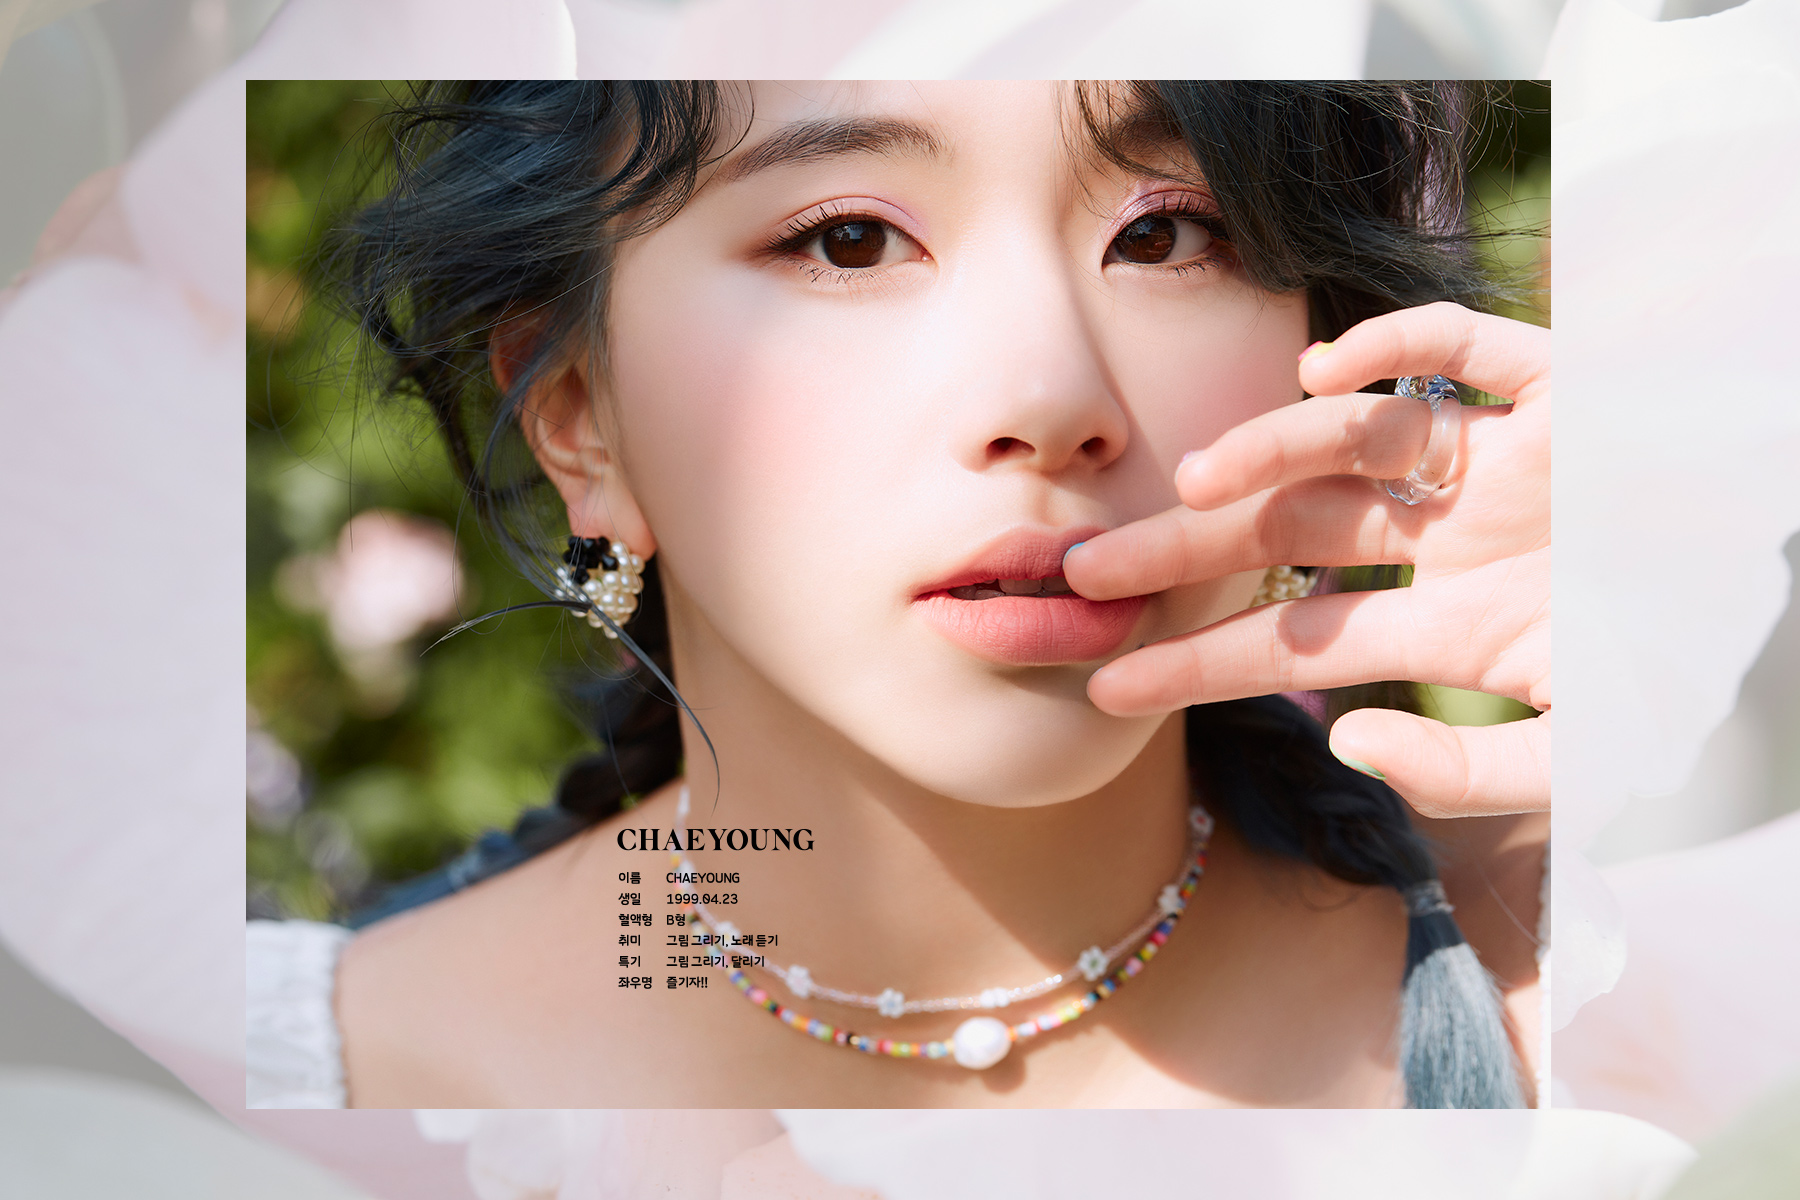 CHAEYOUNG
이름 CHAEYOUNG
생일 1999.04.23
혈액형 B형
취미 그림 그리기, 노래 듣기
특기 그림 그리기, 달리기
좌우명 즐기자!!